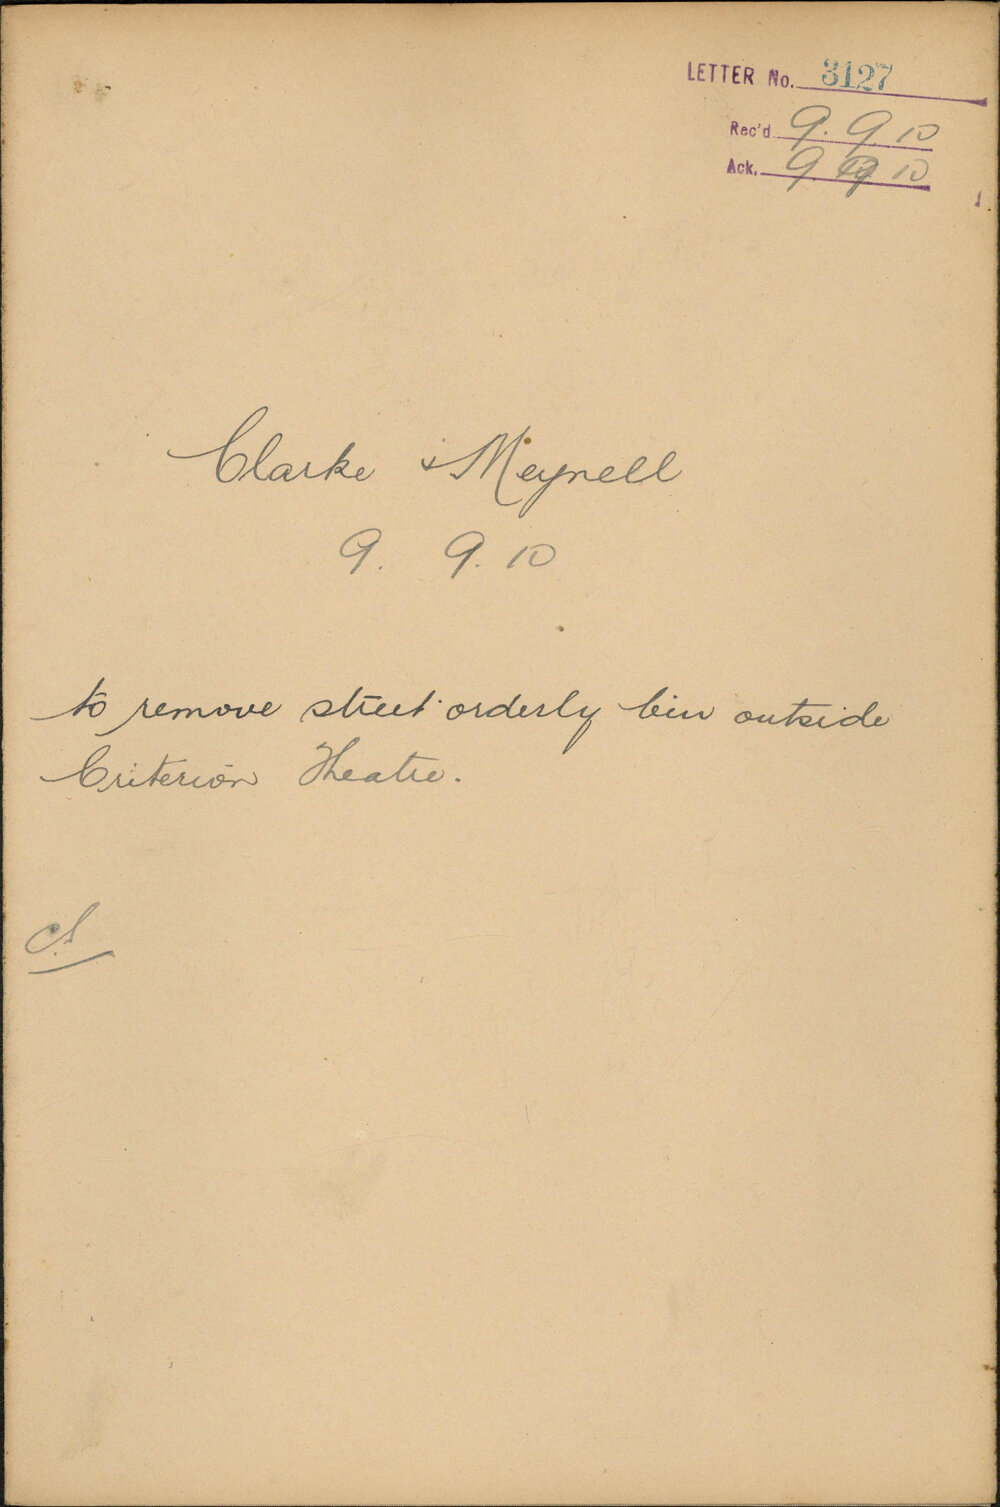 LETTER No. 3127
Rec'd 9. 9. 10
Ack. 9. 9 10
Clarke & Meynell
9. 9. 10
to remove street orderly bin outside
Criterion Theatre.